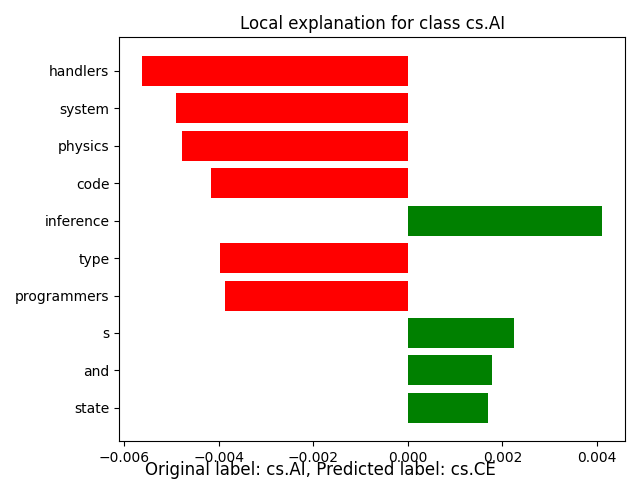 Local explanation for class cs.AI
handlers
system
physics
code
inference
type
programmers
s
and
state
−0.006 −0.004 −0.002 0.000 0.002 0.004
Original label: cs.AI, Predicted label: cs.CE